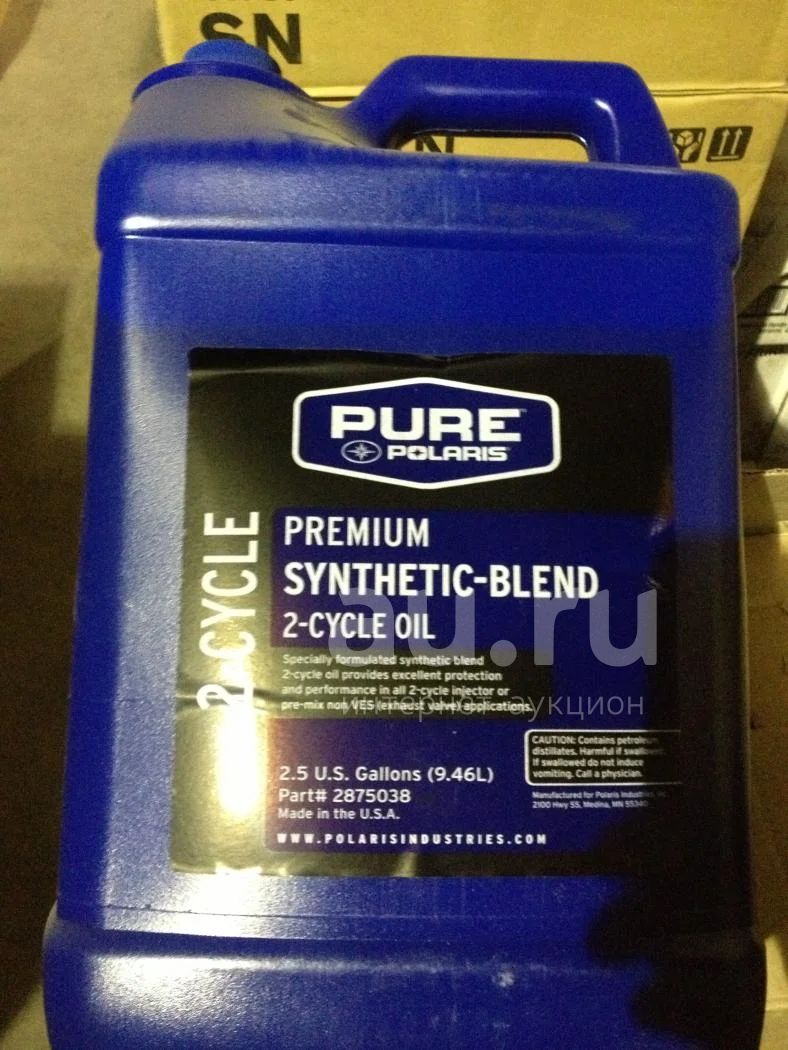 SN
PURE
POLARIS
2-CYCLE
PREMIUM
SYNTHETIC-BLEND
2-CYCLE OIL
Specially formulated synthetic blend
2-cycle oil provides excellent protection
and performance in all 2-cycle injector or
pre-mix non VES (exhaust valve) applications.
au.ru
интернет аукцион
CAUTION: Contains petroleum
distillates. Harmful if swallowed.
If swallowed do not induce
vomiting. Call a physician.
2.5 U.S. Gallons (9.46L)
Part# 2875038
Made in the U.S.A.
Manufactured for Polaris Industries
2100 Hwy 55, Medina, MN 55340
WWW.POLARISINDUSTRIES.COM